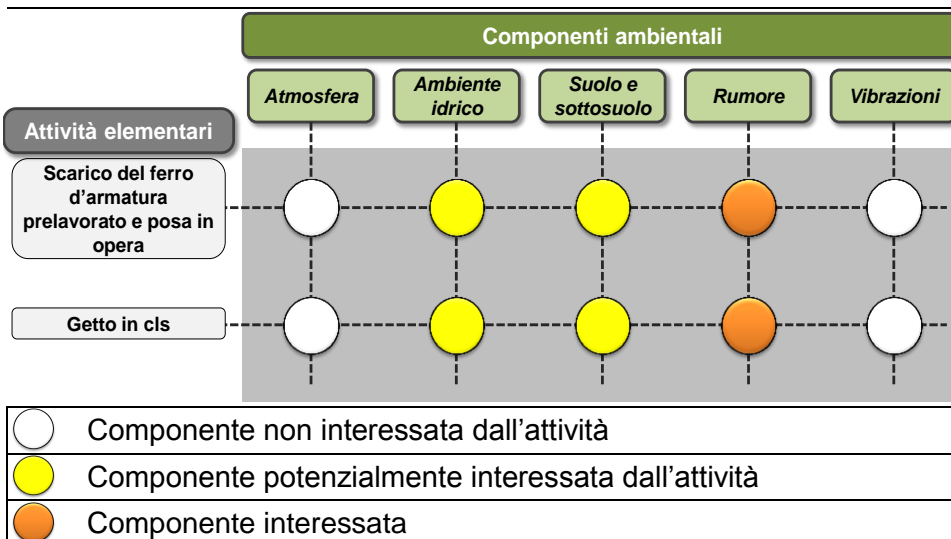 Componenti ambientali
Atmosfera
Ambiente
idrico
Suolo e
sottosuolo
Rumore
Vibrazioni
Attività elementari
Scarico del ferro
d'armatura
prelavorato e posa in
opera
Getto in cls
Componente non interessata dall'attività
Componente potenzialmente interessata dall'attività
Componente interessata